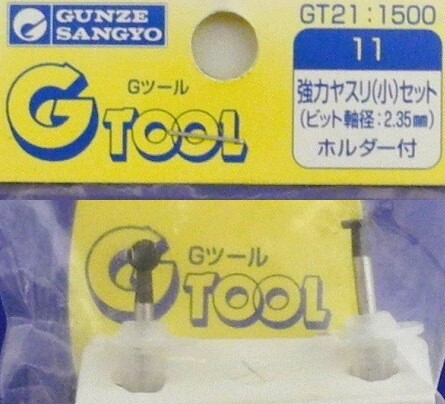 GUNZE
SANGYO
GT21:1500
11
強力ヤスリ(小)セット
(ビット軸径:2.35㎜)
ホルダー付
Gツール
G TOOL
Gツール
G TOOL